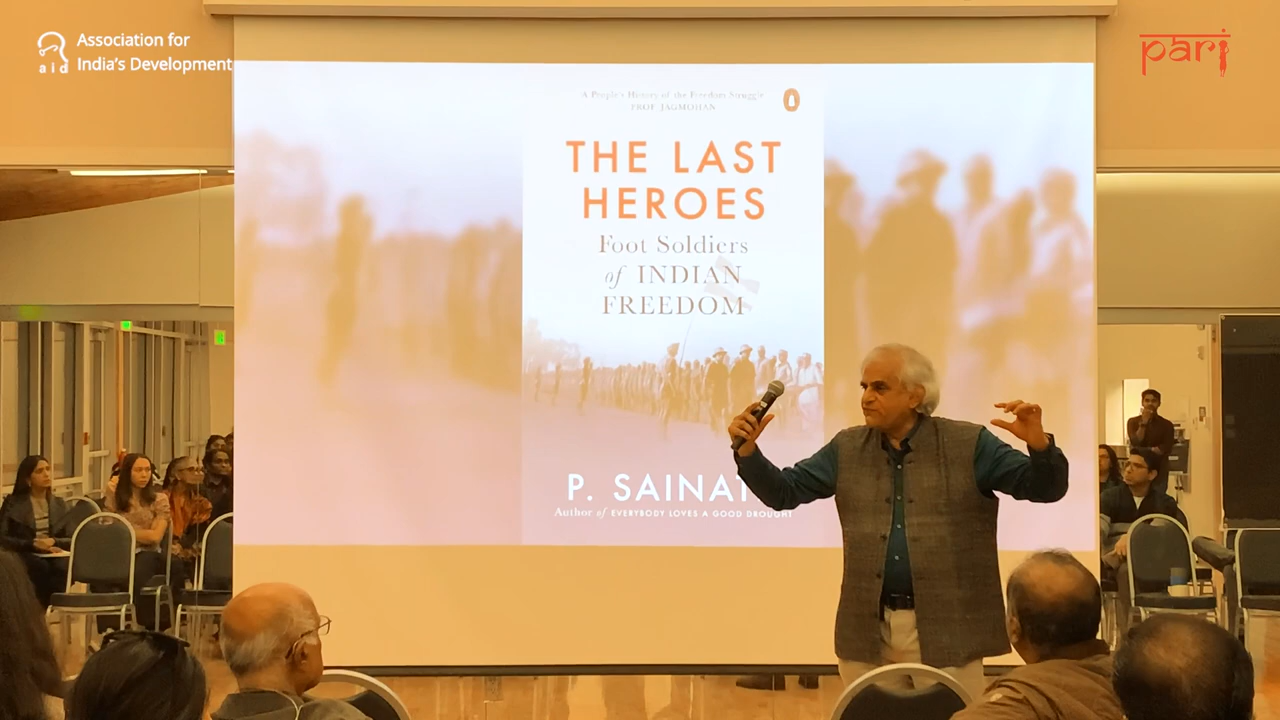 aid
Association for
India's Development
pari
A People's History of the Freedom Struggle
PROF. JAGMOHAN
THE LAST
HEROES
Foot Soldiers
of INDIAN
FREEDOM
P. SAINAT
Author of EVERYBODY LOVES A GOOD DROUGHT